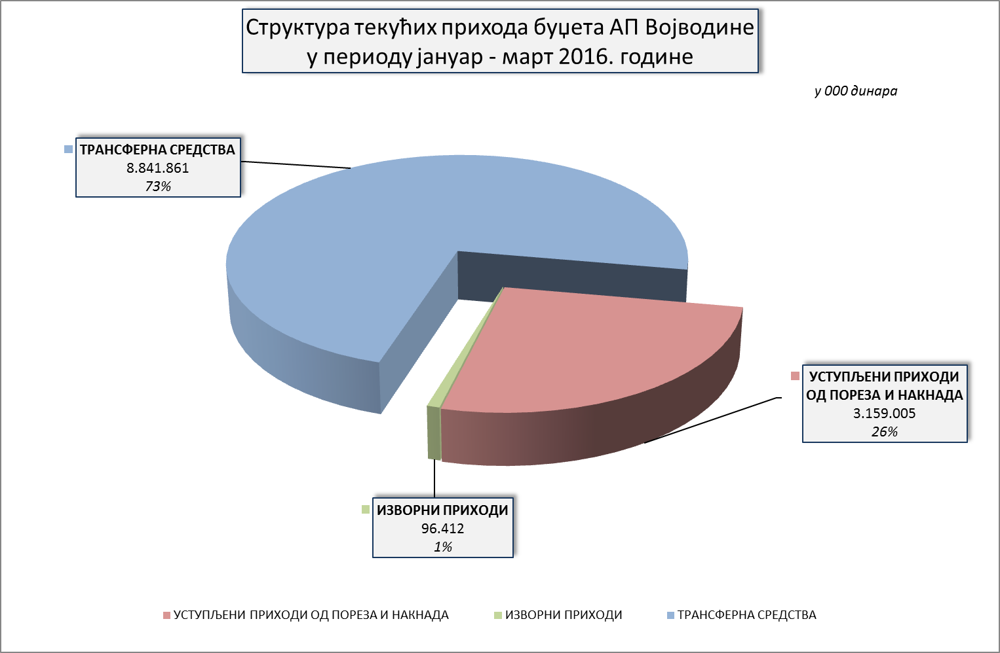 Структура текућих прихода буџета АП Војводине
у периоду јануар - март 2016. године
у 000 динара
ТРАНСФЕРНА СРЕДСТВА
8.841.861
73%
УСТУПЉЕНИ ПРИХОДИ
ОД ПОРЕЗА И НАКНАДА
3.159.005
26%
ИЗВОРНИ ПРИХОДИ
96.412
1%
УСТУПЉЕНИ ПРИХОДИ ОД ПОРЕЗА И НАКНАДА
ИЗВОРНИ ПРИХОДИ
ТРАНСФЕРНА СРЕДСТВА